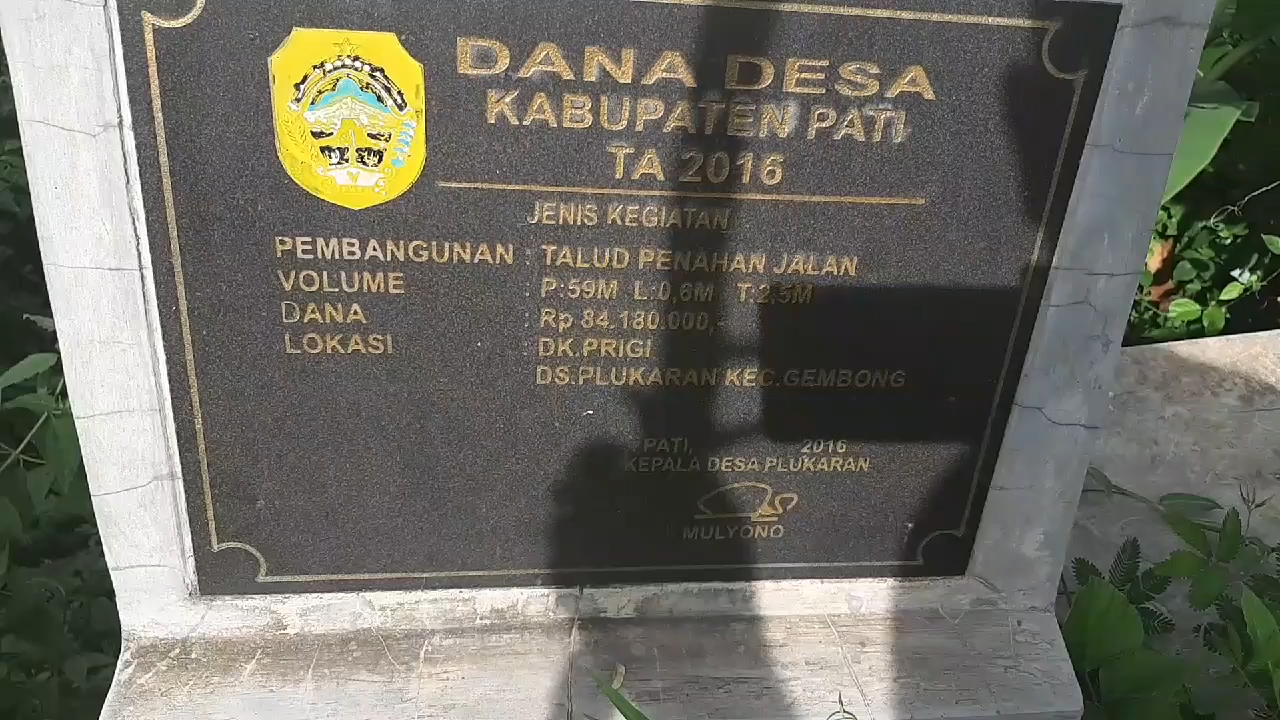 DANA DESA
KABUPATEN PATI
TA 2016
JENIS KEGIATAN
PEMBANGUNAN : TALUD PENAHAN JALAN
VOLUME : P:59M L:0,6M T:2,5M
DANA : Rp 84.180.000,-
LOKASI : DK.PRIGI
DS.PLUKARAN KEC.GEMBONG
PATI, 2016
KEPALA DESA PLUKARAN
MULYONO